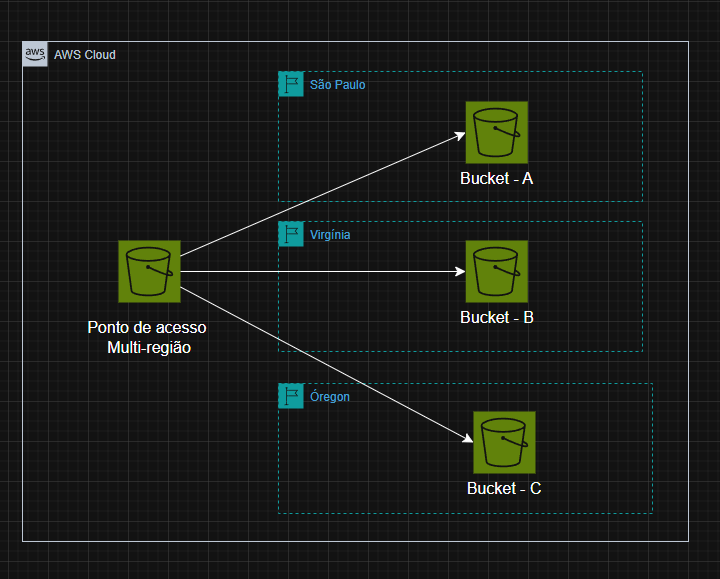 aws
AWS Cloud
São Paulo
Bucket - A
Virgínia
Bucket - B
Ponto de acesso
Multi-região
Óregon
Bucket - C